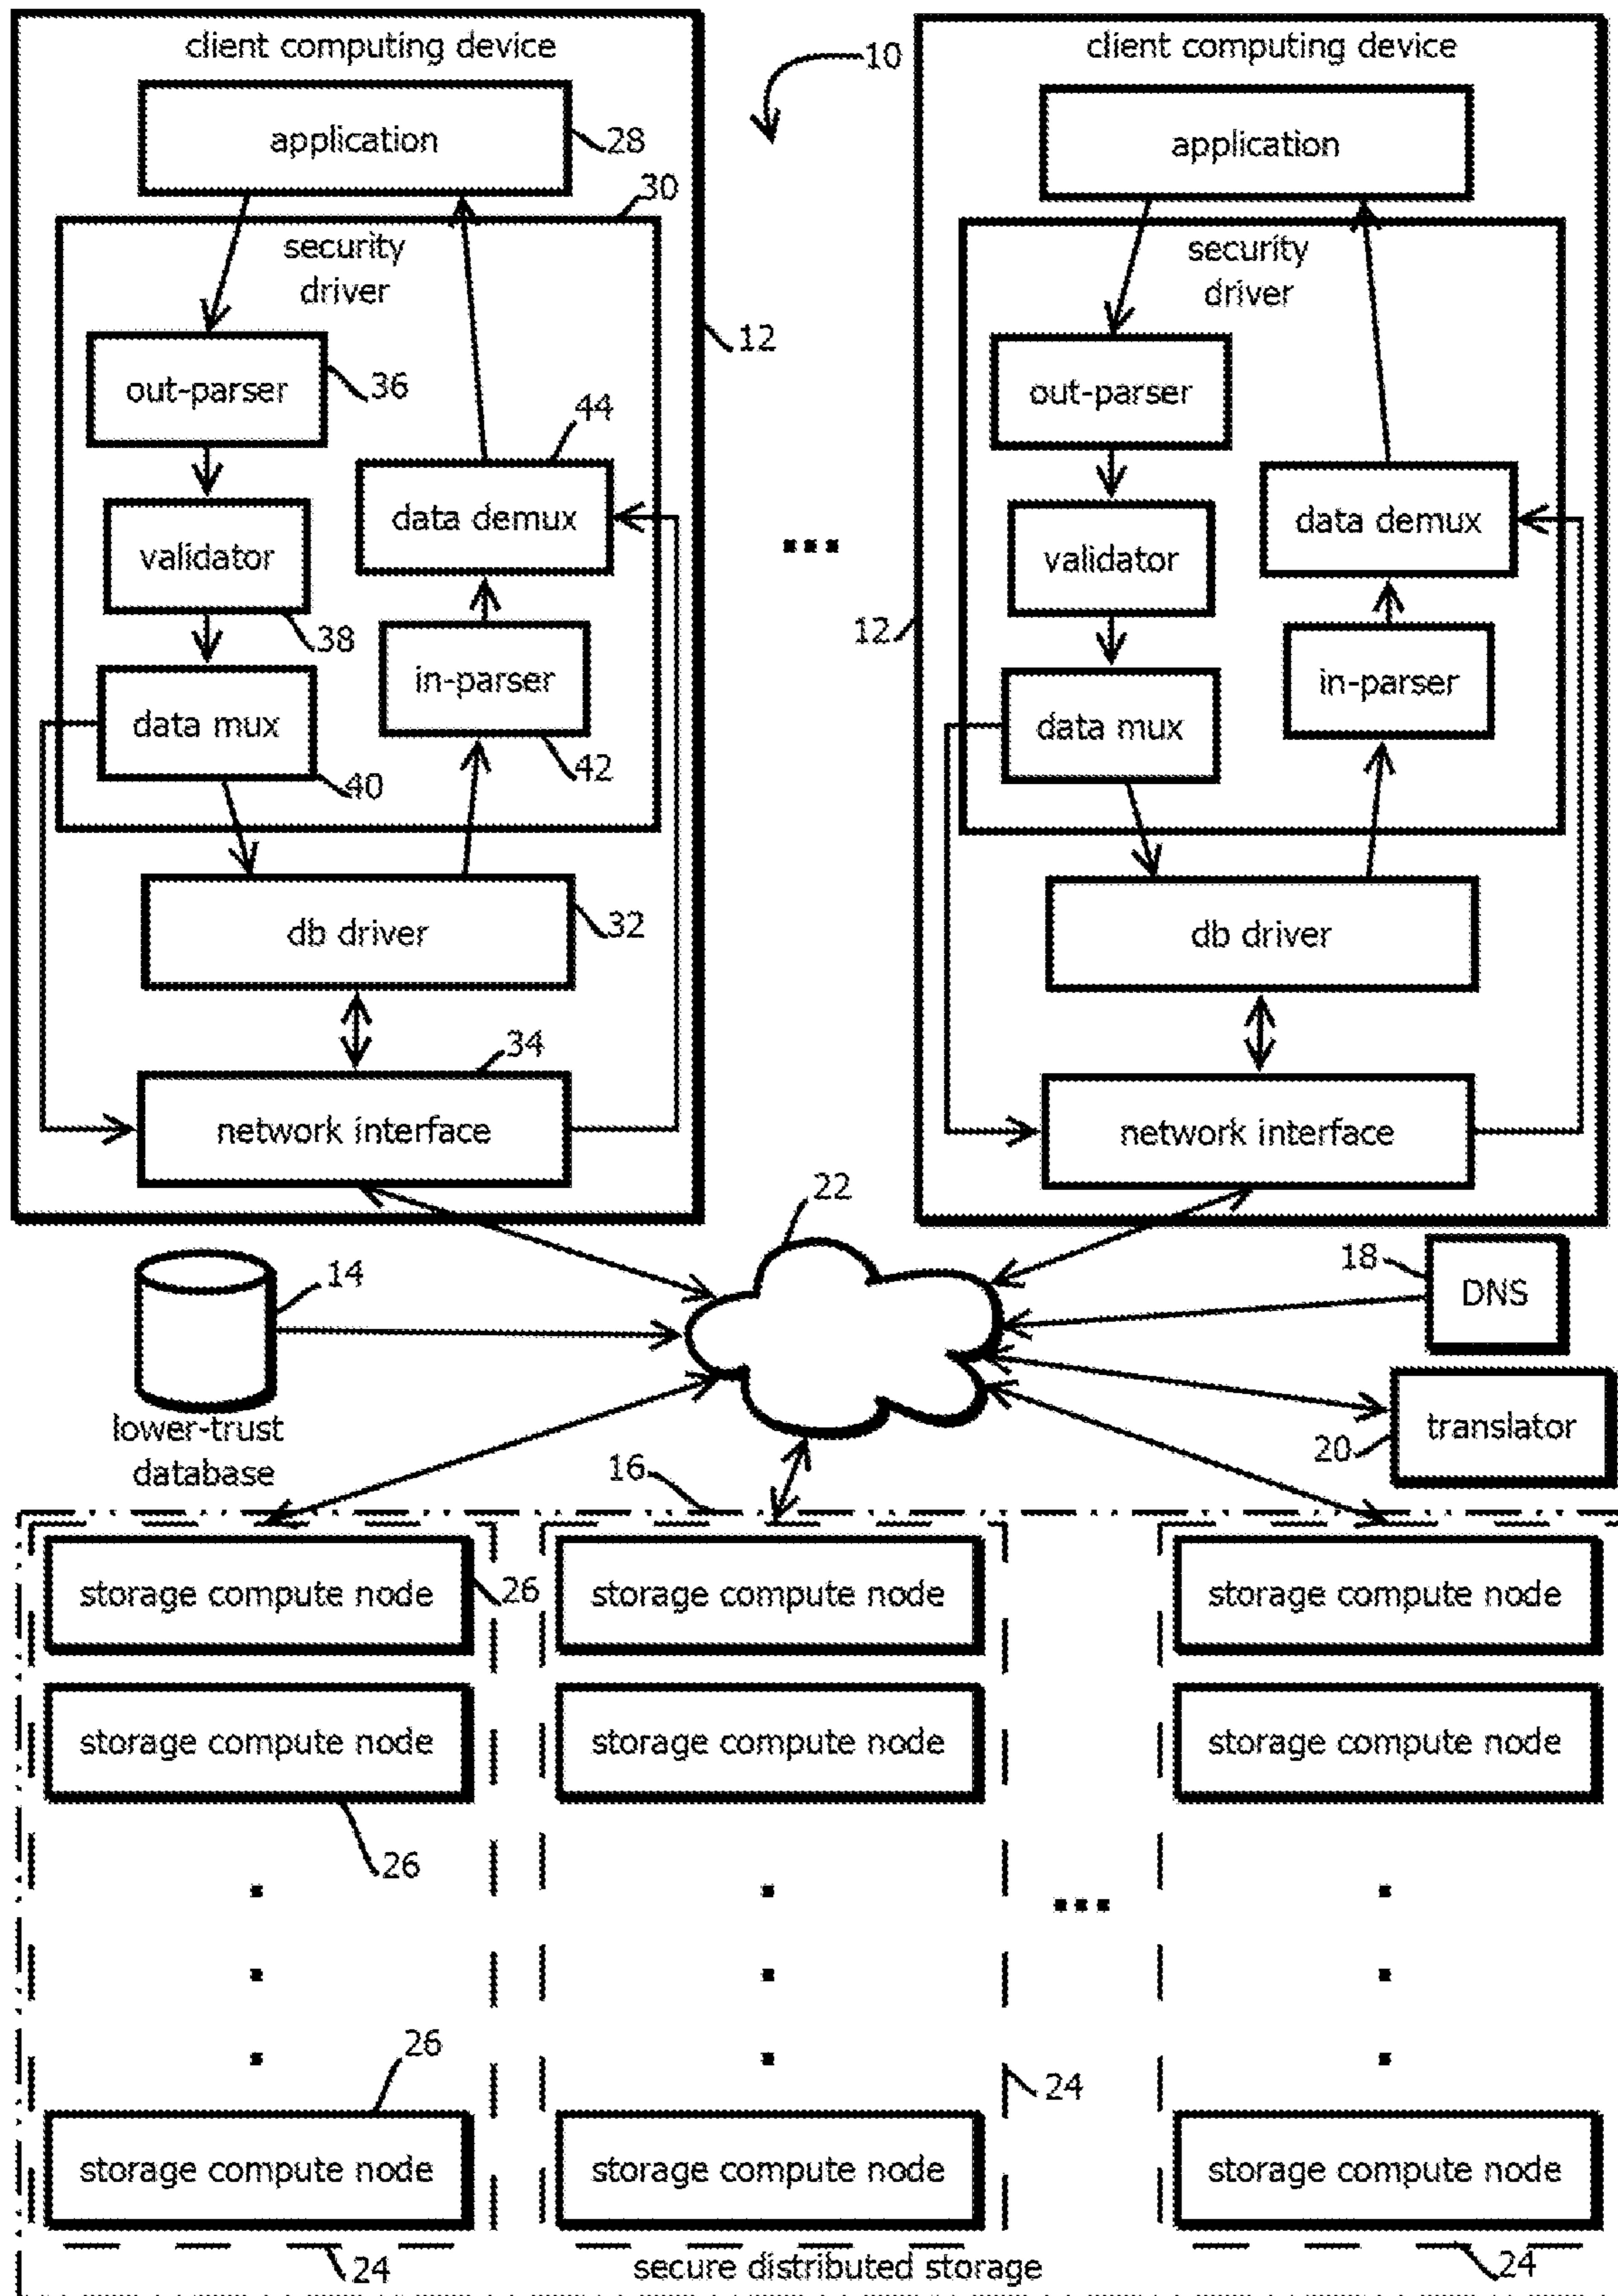 client computing device
10
client computing device
application
28
application
30
security
driver
security
driver
12
out-parser
36
out-parser
44
data demux
data demux
validator
validator
38
12
in-parser
in-parser
data mux
data mux
42
40
db driver
32
db driver
34
network interface
network interface
22
14
18
DNS
lower-trust
database
translator
20
16
storage compute node
26
storage compute node
storage compute node
storage compute node
storage compute node
storage compute node
26
26
24
storage compute node
storage compute node
storage compute node
24
secure distributed storage
24